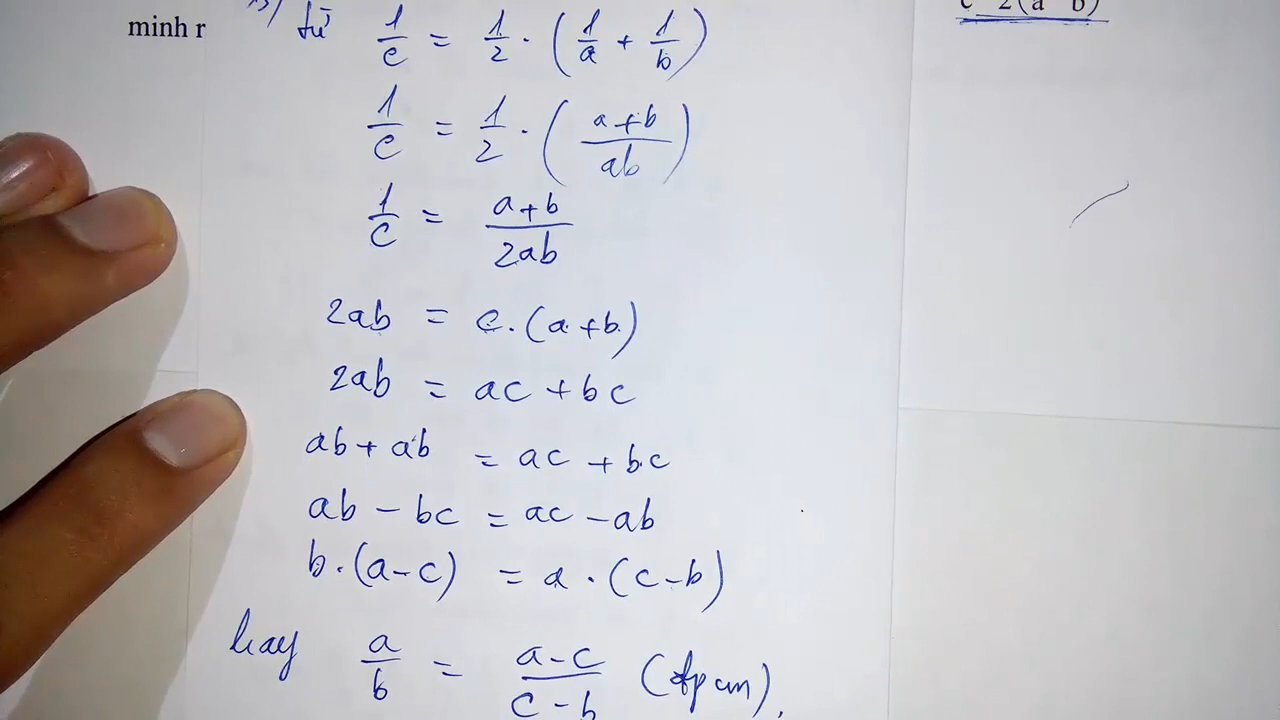 minh r
từ 1/c = 1/2 · (1/a + 1/b)
1/c = 1/2 · ((a+b)/ab)
1/c = (a+b)/2ab
2ab = c·(a+b)
2ab = ac + bc
ab + ab = ac + bc
ab − bc = ac − ab
b·(a−c) = a·(c−b)
hay a/b = (a−c)/(c−b) (đpcm).